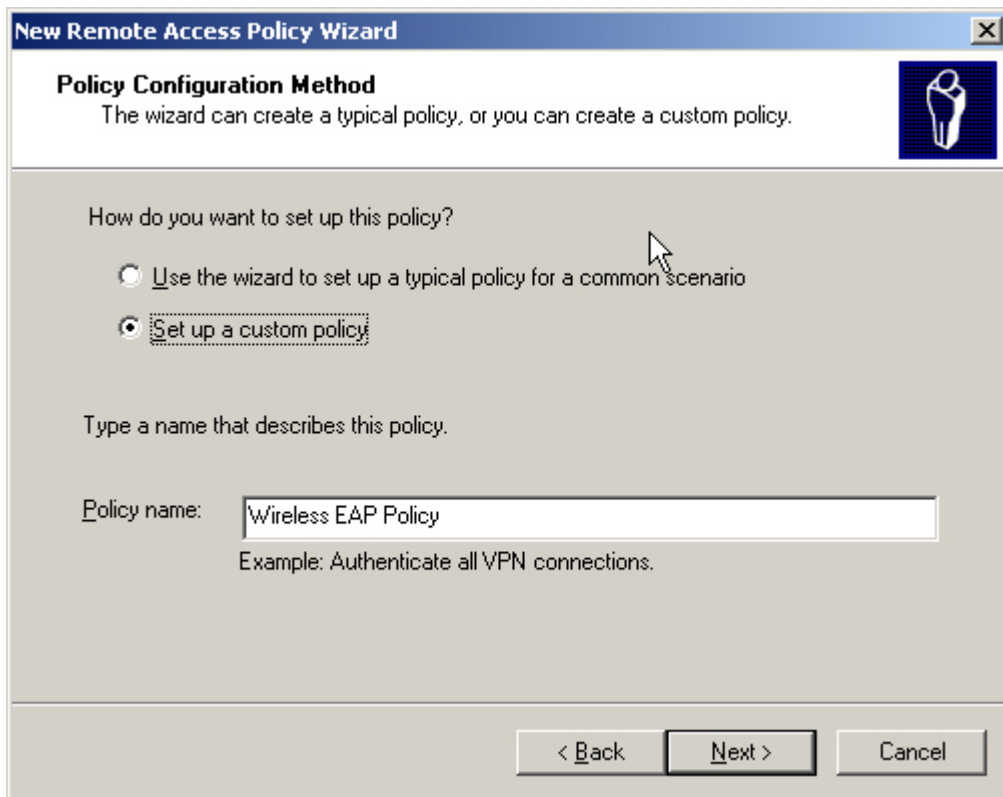 New Remote Access Policy Wizard
Policy Configuration Method
The wizard can create a typical policy, or you can create a custom policy.
How do you want to set up this policy?
Use the wizard to set up a typical policy for a common scenario
Set up a custom policy
Type a name that describes this policy.
Policy name: Wireless EAP Policy
Example: Authenticate all VPN connections.
< Back Next > Cancel